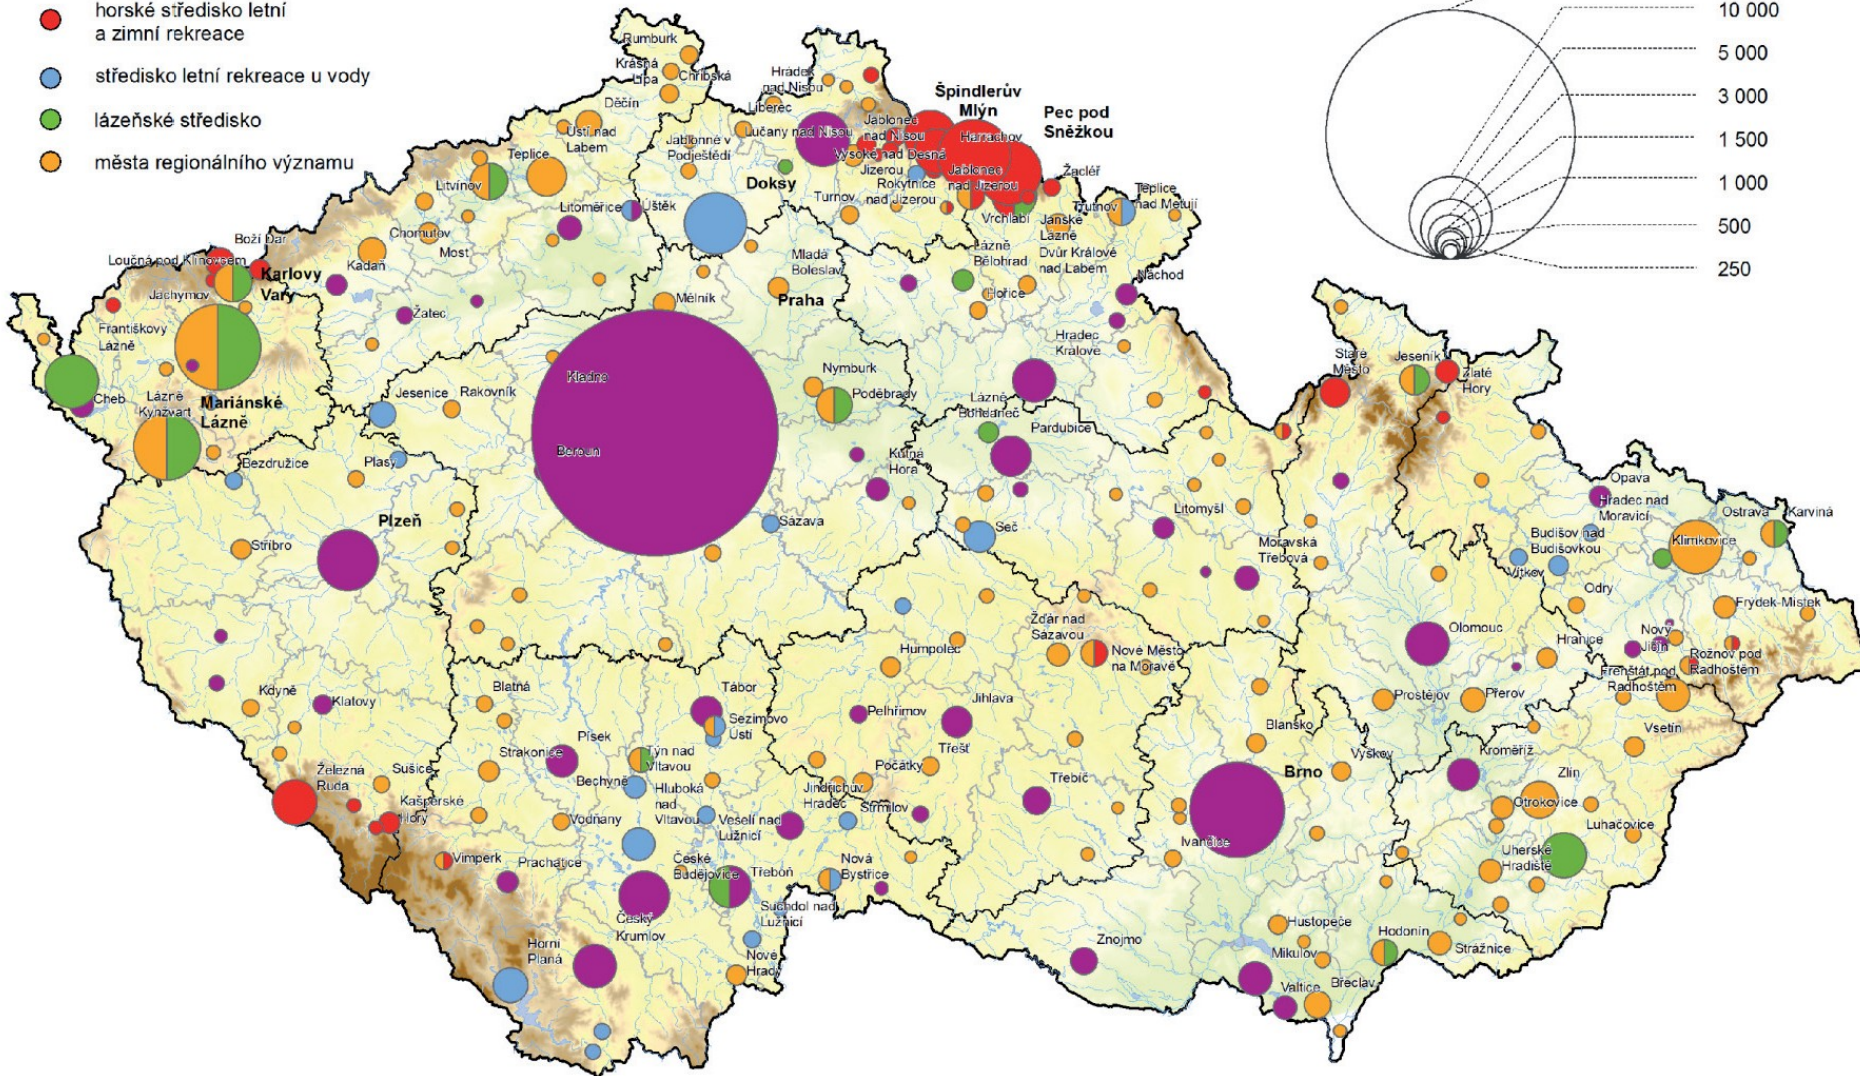 horské středisko letní
a zimní rekreace
středisko letní rekreace u vody
lázeňské středisko
města regionálního významu
10 000
5 000
3 000
1 500
1 000
500
250
Rumburk
Krásná
Lípa
Chřibská
Děčín
Ústí nad
Labem
Teplice
Litvínov
Chomutov
Most
Litoměřice
Úštěk
Kadaň
Žatec
Hrádek
nad Nisou
Liberec
Jablonné v
Podještědí
Lučany nad Nisou
Jablonec
nad Nisou
Harrachov
Špindlerův
Mlýn
Pec pod
Sněžkou
Vysoké nad
Jizerou
Desná
Rokytnice
nad Jizerou
Jablonec
nad Jizerou
Doksy
Turnov
Vrchlabí
Žacléř
Janské
Lázně
Trutnov
Teplice
nad Metují
Lázně
Bělohrad
Dvůr Králové
nad Labem
Hořice
Náchod
Hradec
Králové
Boží Dar
Loučná pod Klínovcem
Jáchymov
Karlovy
Vary
Františkovy
Lázně
Cheb
Lázně
Kynžvart
Mariánské
Lázně
Mladá
Boleslav
Mělník
Praha
Kladno
Beroun
Jesenice
Rakovník
Nymburk
Poděbrady
Kutná
Hora
Sázava
Lázně
Bohdaneč
Pardubice
Seč
Litomyšl
Moravská
Třebová
Staré
Město
Jeseník
Zlaté
Hory
Bezdružice
Plasy
Plzeň
Stříbro
Kdyně
Klatovy
Železná
Ruda
Sušice
Kašperské
Hory
Opava
Hradec nad
Moravicí
Budišov nad
Budišovkou
Vítkov
Odry
Ostrava
Karviná
Klimkovice
Frýdek-Místek
Nový
Jičín
Rožnov pod
Radhoštěm
Frenštát pod
Radhoštěm
Hranice
Olomouc
Prostějov
Přerov
Vsetín
Kroměříž
Zlín
Otrokovice
Luhačovice
Uherské
Hradiště
Humpolec
Žďár nad
Sázavou
Nové Město
na Moravě
Jihlava
Pelhřimov
Třešť
Počátky
Třebíč
Blatná
Tábor
Sezimovo
Ústí
Písek
Strakonice
Týn nad
Vltavou
Bechyně
Hluboká
nad
Vltavou
Vodňany
Veselí nad
Lužnicí
Jindřichův
Hradec
Strmilov
Vimperk
Prachatice
České
Budějovice
Třeboň
Nová
Bystřice
Suchdol nad
Lužnicí
Český
Krumlov
Horní
Planá
Nové
Hrady
Blansko
Vyškov
Brno
Ivančice
Znojmo
Hustopeče
Mikulov
Valtice
Břeclav
Hodonín
Strážnice